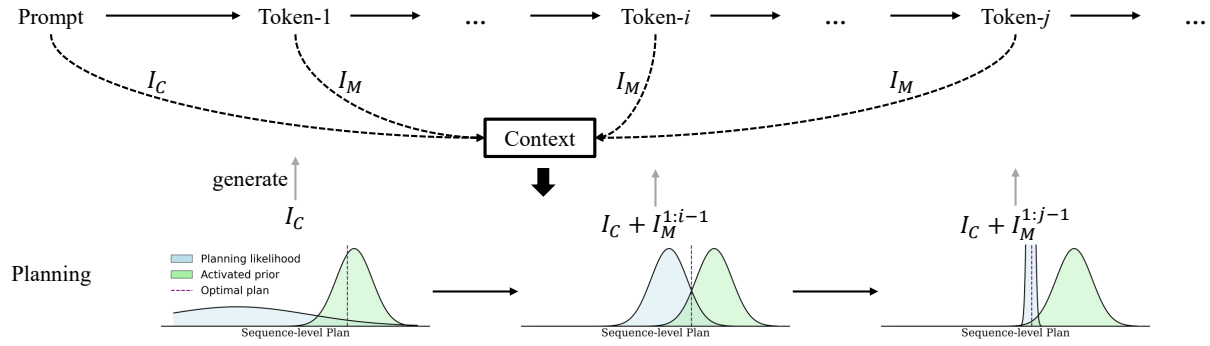 Prompt Token-1 ... Token-i ... Token-j ...
I_C I_M I_M I_M
Context
generate
I_C I_C + I_M^{1:i−1} I_C + I_M^{1:j−1}
Planning
Planning likelihood
Activated prior
Optimal plan
Sequence-level Plan Sequence-level Plan Sequence-level Plan